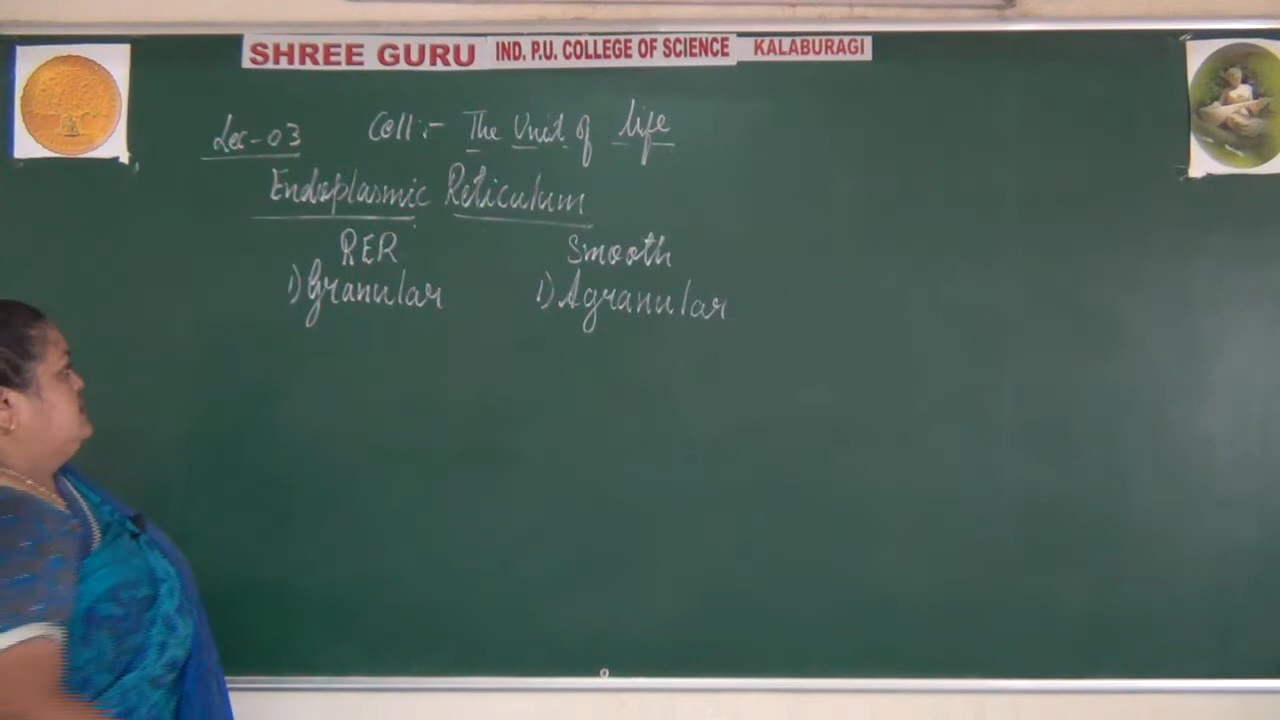 SHREE GURU IND. P.U. COLLEGE OF SCIENCE KALABURAGI
Lec-03 Cell:- The Unit of life
Endoplasmic Reticulum
RER Smooth
1) Granular 1) Agranular